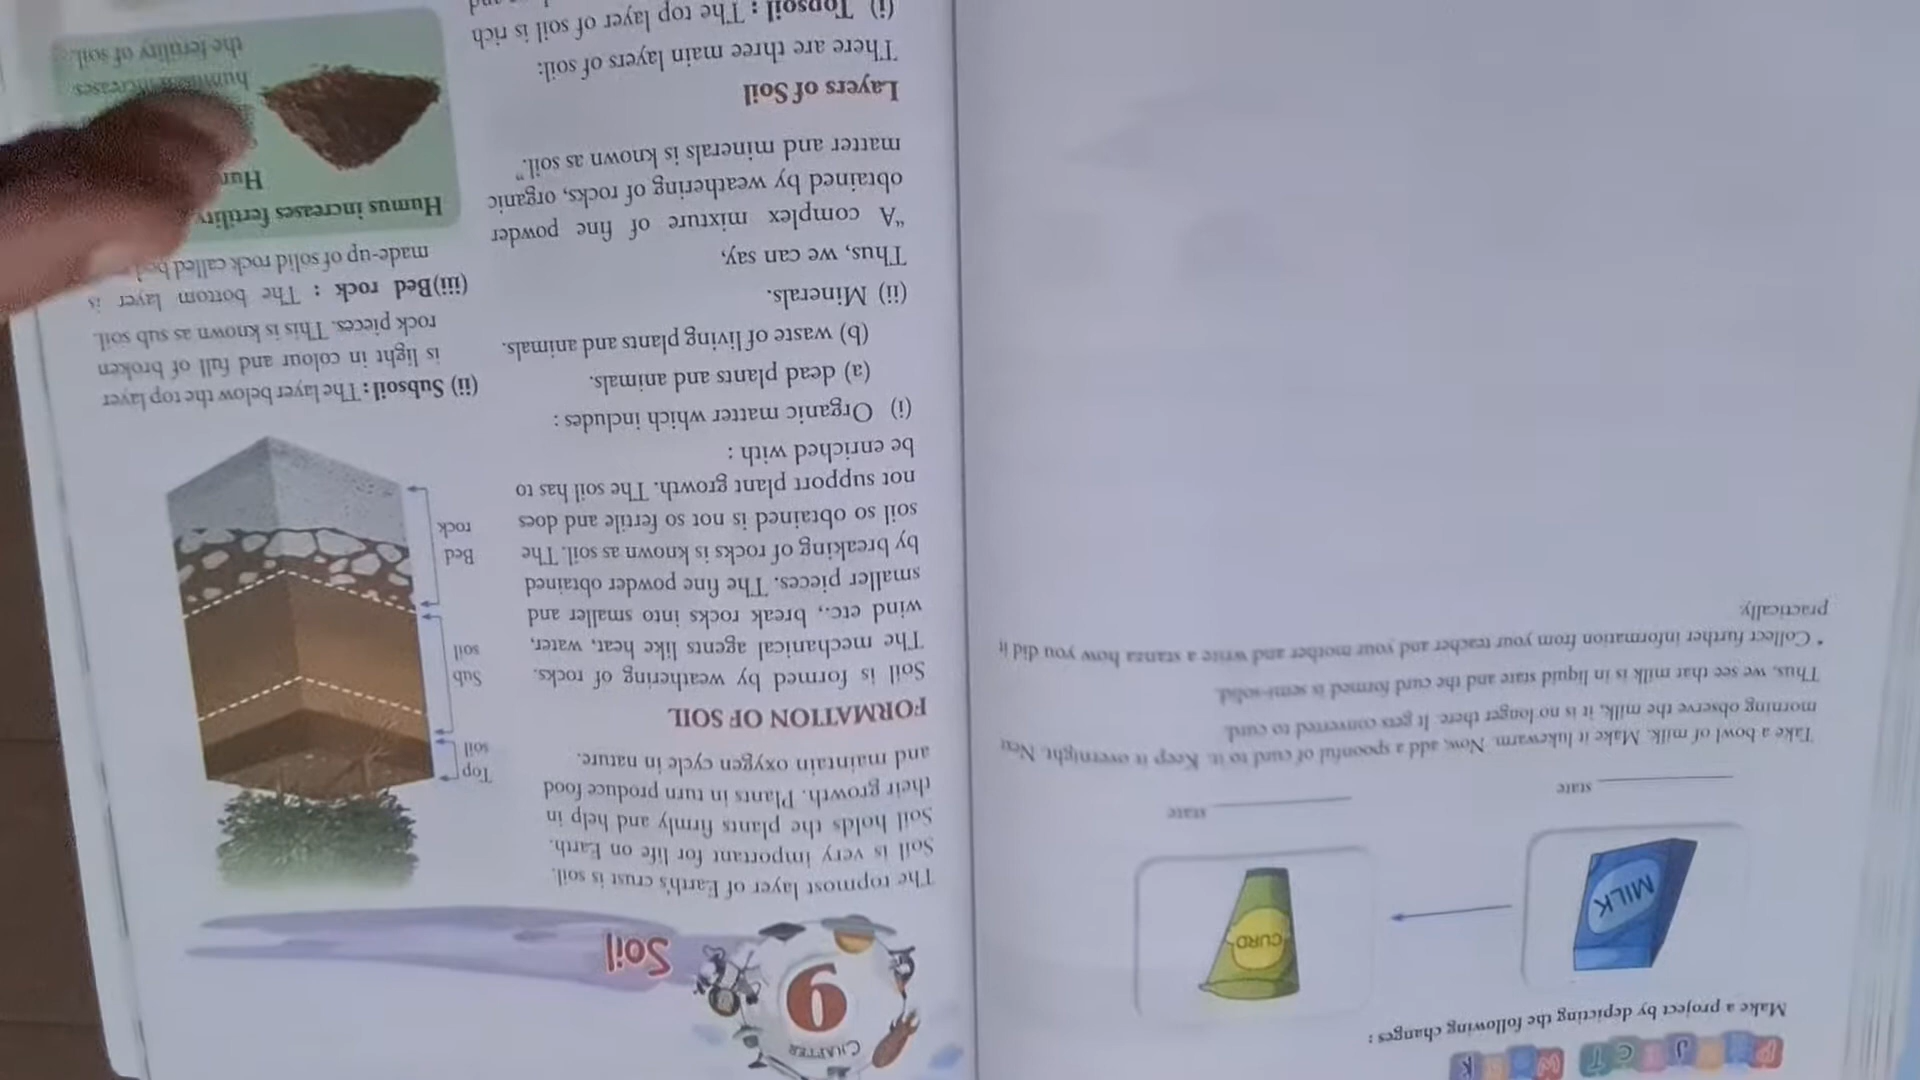 PROJECT WORK
Make a project by depicting the following changes :
MILK
CURD
state
state
Take a bowl of milk. Make it lukewarm. Now, add a spoonful of curd to it. Keep it overnight.
morning observe the milk, it is no longer there. It gets converted to curd.
Thus, we see that milk is in liquid state and the curd formed is semi-solid.
* Collect further information from your teacher and your mother and write a stanza how you did
practically.
CHAPTER
9
Soil
The topmost layer of Earth's crust is soil.
Soil is very important for life on Earth.
Soil holds the plants firmly and help in
their growth. Plants in turn produce food
and maintain oxygen cycle in nature.
FORMATION OF SOIL
Soil is formed by weathering of rocks.
The mechanical agents like heat, water,
wind etc., break rocks into smaller and
smaller pieces. The fine powder obtained
by breaking of rocks is known as soil. The
soil so obtained is not so fertile and does
not support plant growth. The soil has to
be enriched with :
(i) Organic matter which includes :
(a) dead plants and animals.
(b) waste of living plants and animals.
(ii) Minerals.
Thus, we can say,
"A complex mixture of fine powder
obtained by weathering of rocks, organic
matter and minerals is known as soil."
Layers of Soil
There are three main layers of soil:
(i) Topsoil : The top layer of soil is rich
Top
soil
Sub
soil
Bed
rock
(ii) Subsoil : The layer below the top layer
is light in colour and full of broken
rock pieces. This is known as sub soil.
(iii)Bed rock : The bottom layer is
made-up of solid rock called
Humus increases
humus increases
the fertility of soil.